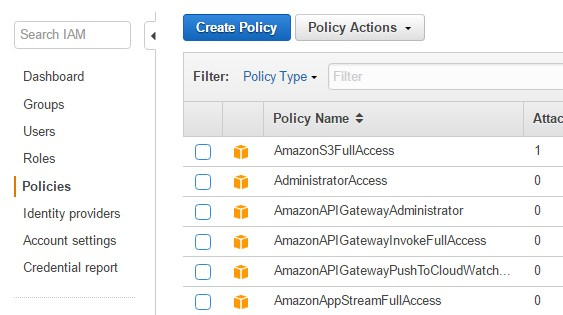 Search IAM
Dashboard
Groups
Users
Roles
Policies
Identity providers
Account settings
Credential report
Create Policy Policy Actions
Filter: Policy Type Filter
Policy Name Attac
AmazonS3FullAccess 1
AdministratorAccess 0
AmazonAPIGatewayAdministrator 0
AmazonAPIGatewayInvokeFullAccess 0
AmazonAPIGatewayPushToCloudWatch... 0
AmazonAppStreamFullAccess 0